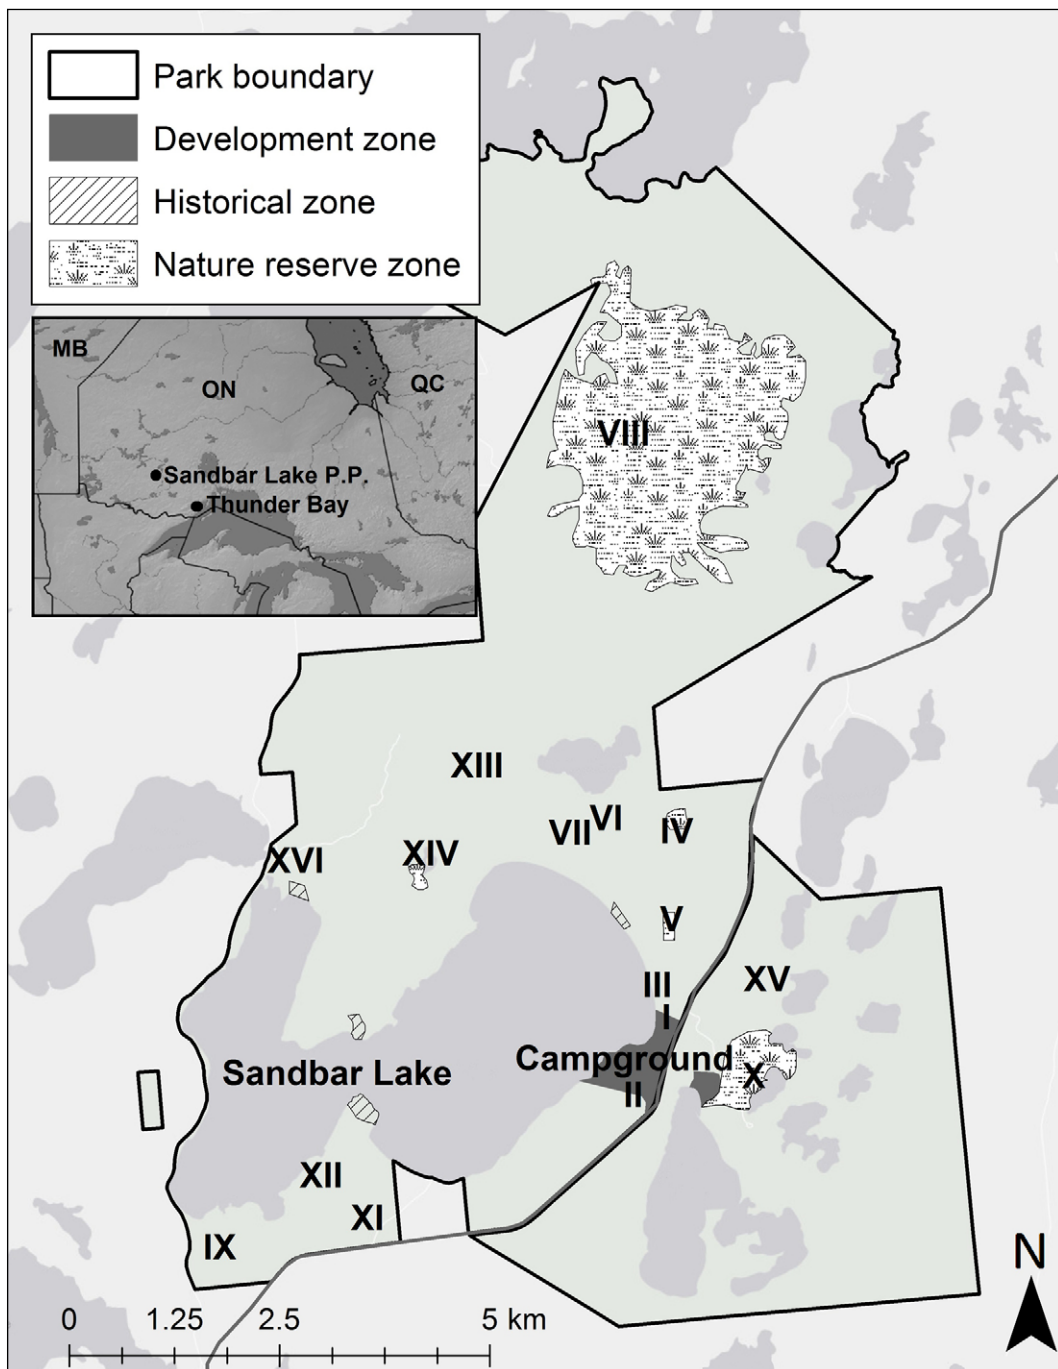 Park boundary
Development zone
Historical zone
Nature reserve zone
MB
ON
QC
Sandbar Lake P.P.
Thunder Bay
VIII
XIII
VII
VI
IV
XVI
XIV
V
III
XV
I
Campground
Sandbar Lake
X
II
XII
XI
IX
N
0 1.25 2.5 5 km